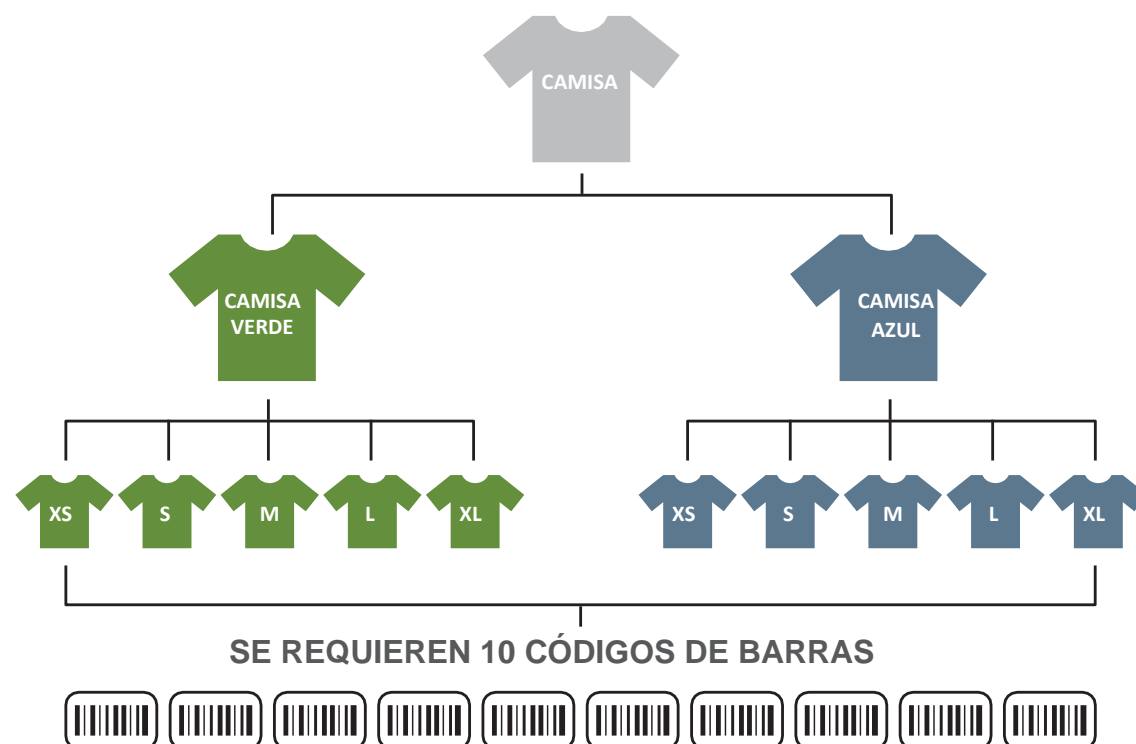 CAMISA
CAMISA
VERDE
CAMISA
AZUL
XS
S
M
L
XL
XS
S
M
L
XL
SE REQUIEREN 10 CÓDIGOS DE BARRAS